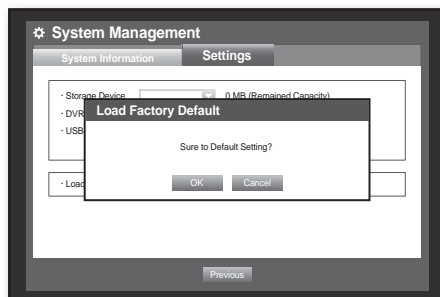 System Management
System Information
Settings
· Storage Device
0 MB (Remained Capacity)
· DVR
· USB
Load Factory Default
Sure to Default Setting?
OK
Cancel
· Load
Previous